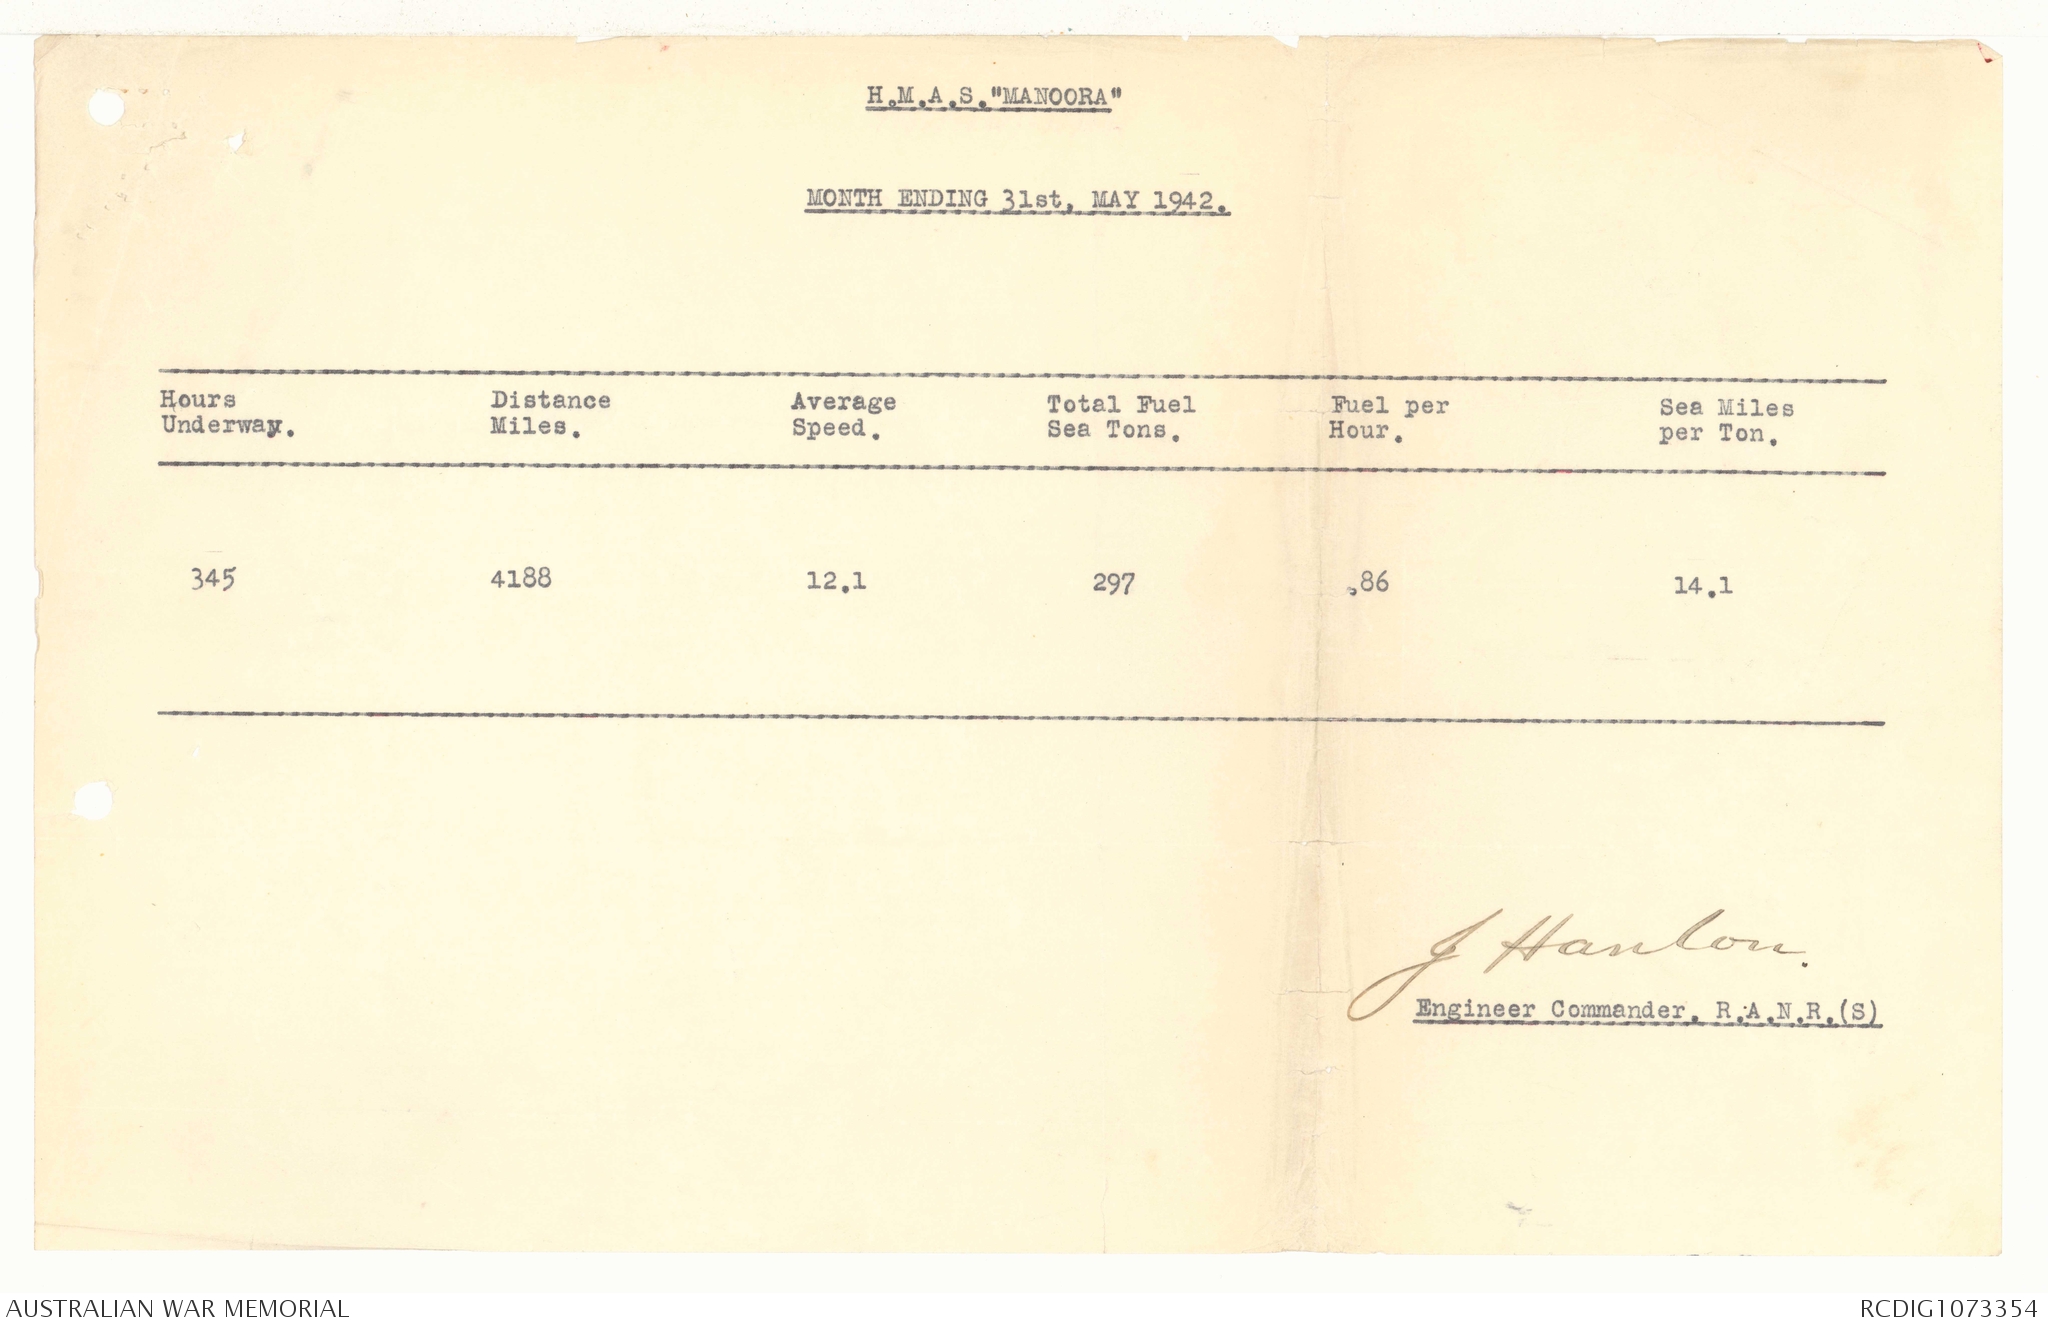 H.M.A.S."MANOORA"
MONTH ENDING 31st, MAY 1942.
Hours Distance Average Total Fuel Fuel per Sea Miles
Underway. Miles. Speed. Sea Tons. Hour. per Ton.
345 4188 12.1 297 .86 14.1
J Hanlon.
Engineer Commander. R.A.N.R.(S)
AUSTRALIAN WAR MEMORIAL RCDIG1073354